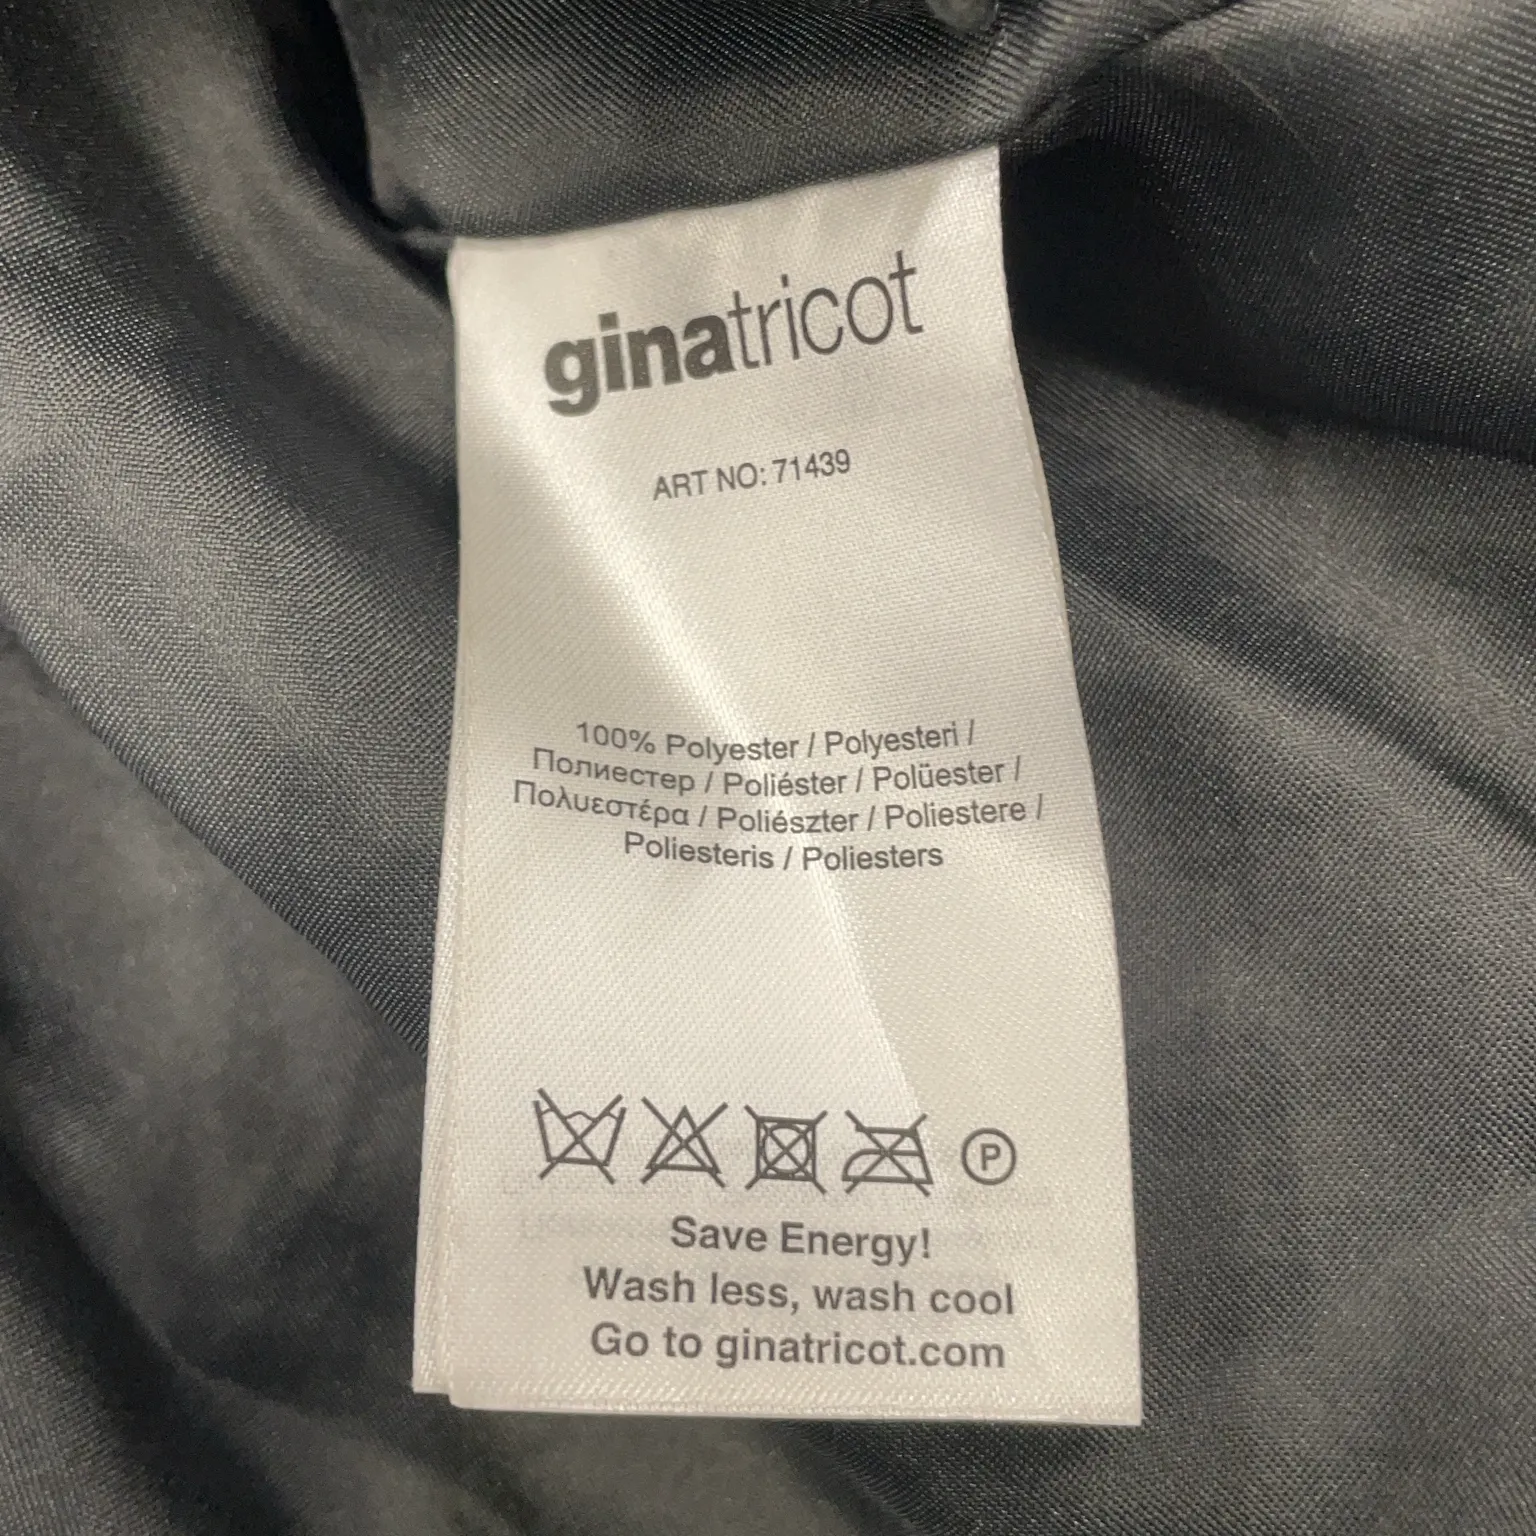 ginatricot
ART NO: 71439
100% Polyester / Polyesteri /
Полиестер / Poliéster / Polüester /
Πολυεστέρα / Poliészter / Poliestere /
Poliesteris / Poliesters
P
Save Energy!
Wash less, wash cool
Go to ginatricot.com